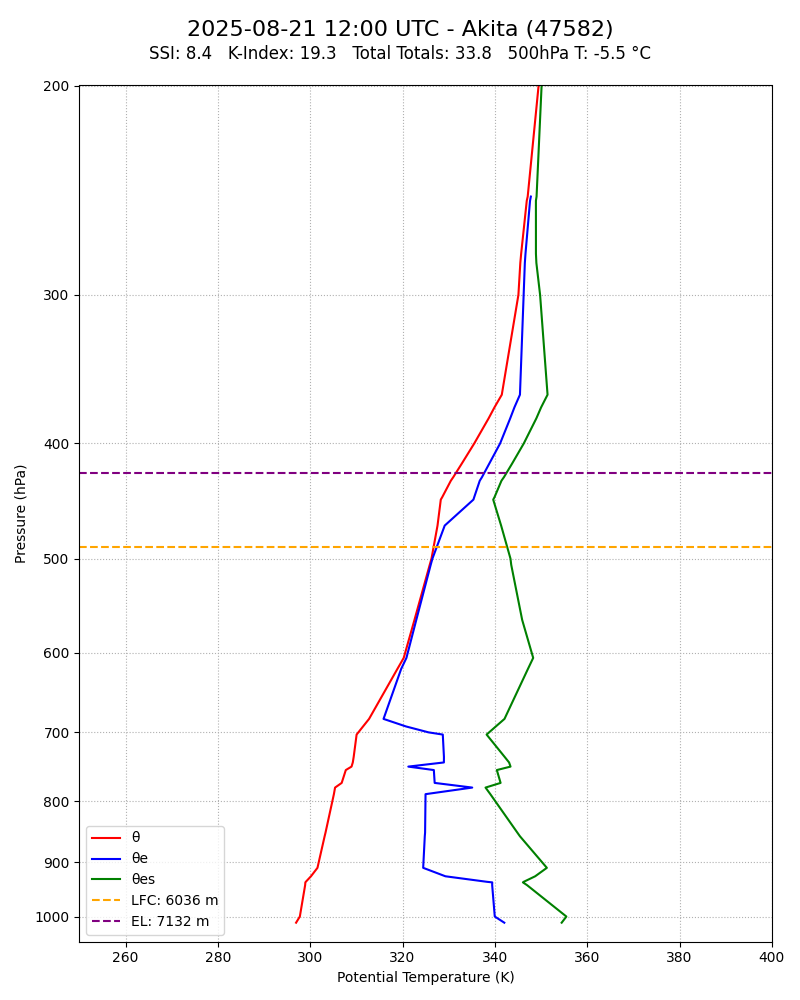 2025-08-21 12:00 UTC - Akita (47582)
SSI: 8.4   K-Index: 19.3   Total Totals: 33.8   500hPa T: -5.5 °C
200
300
400
500
600
700
800
900
1000
Pressure (hPa)
θ
θe
θes
LFC: 6036 m
EL: 7132 m
260 280 300 320 340 360 380 400
Potential Temperature (K)